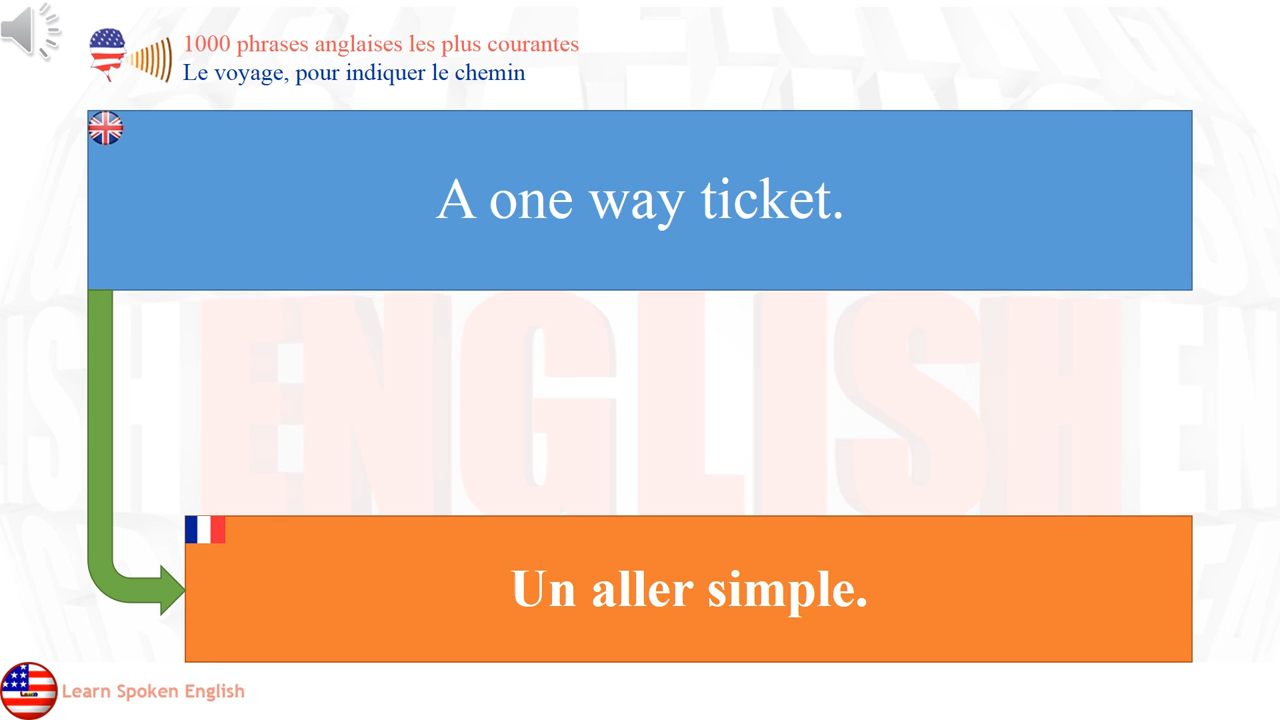 1000 phrases anglaises les plus courantes
Le voyage, pour indiquer le chemin
A one way ticket.
ENGLISH
Un aller simple.
Learn Spoken English